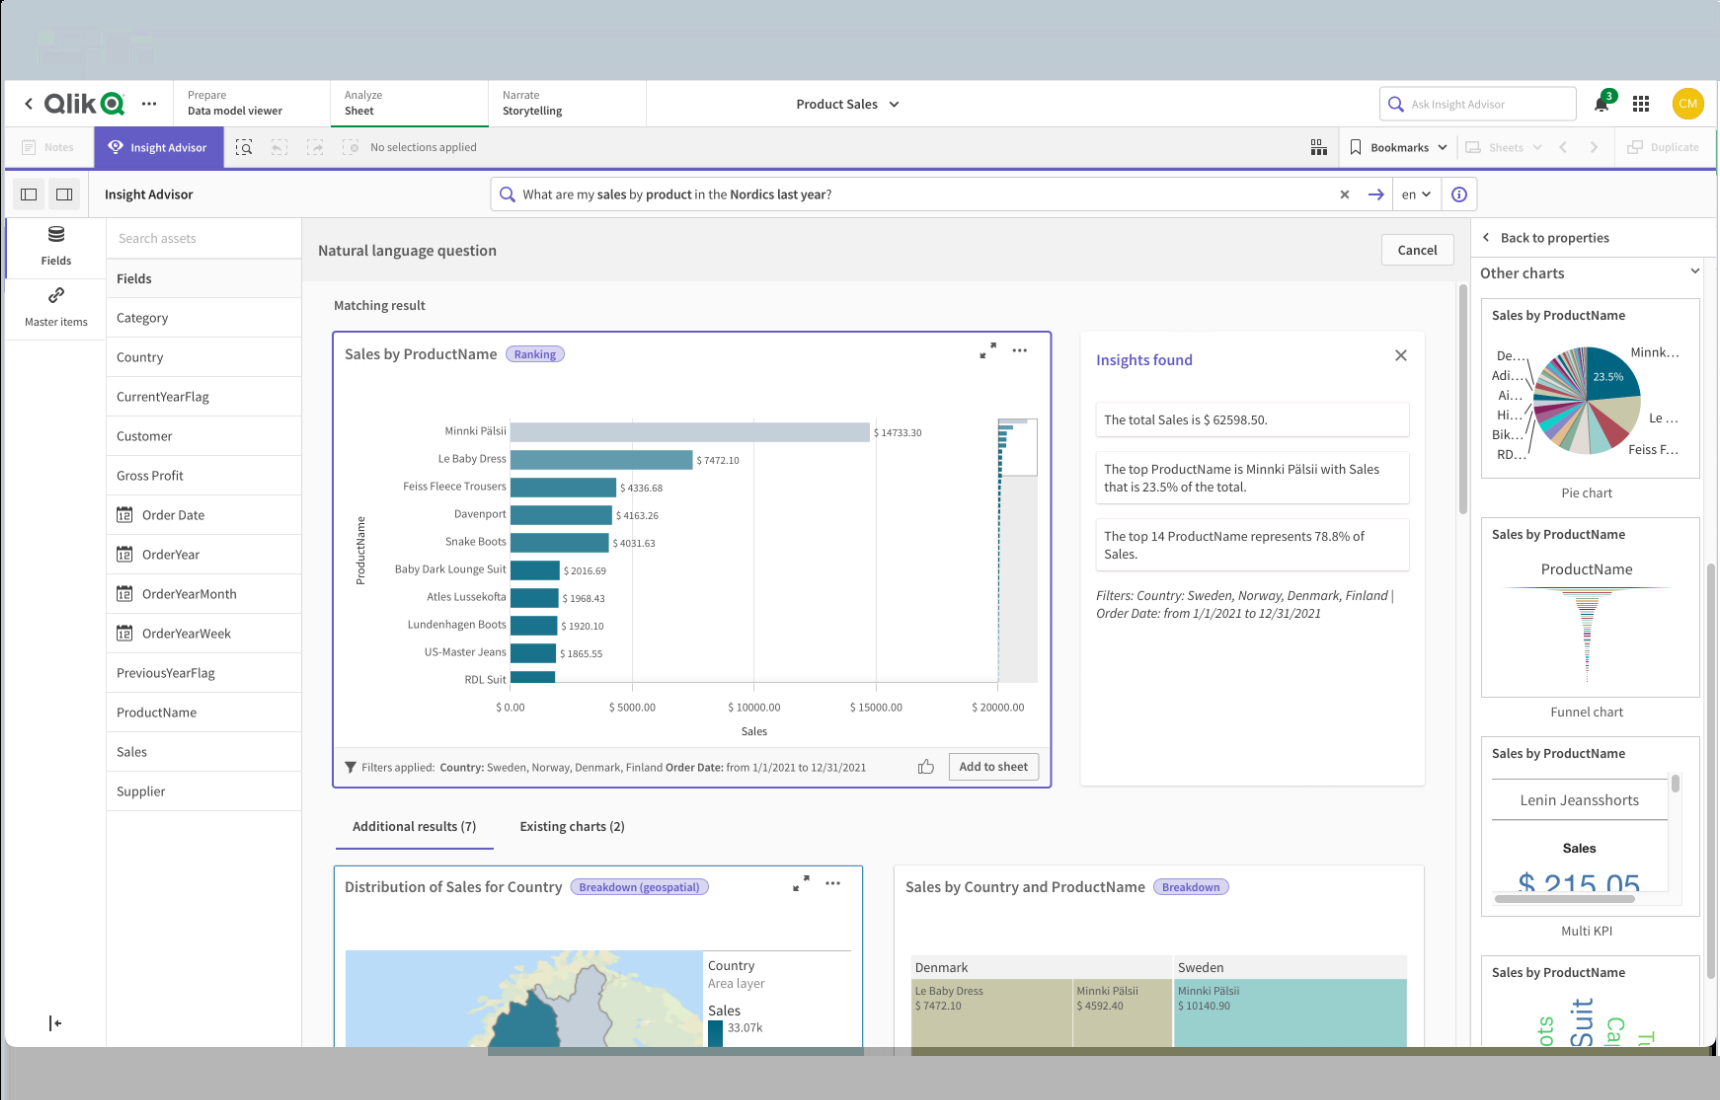 Qlik
Prepare
Data model viewer
Analyze
Sheet
Narrate
Storytelling
Product Sales
Ask Insight Advisor
3
CM
Notes
Insight Advisor
No selections applied
Bookmarks
Sheets
Duplicate
Insight Advisor
What are my sales by product in the Nordics last year?
en
Fields
Master items
Search assets
Fields
Category
Country
CurrentYearFlag
Customer
Gross Profit
12 Order Date
12 OrderYear
12 OrderYearMonth
12 OrderYearWeek
PreviousYearFlag
ProductName
Sales
Supplier
Natural language question
Cancel
Matching result
Sales by ProductName Ranking
ProductName
Minnki Pälsii $ 14733.30
Le Baby Dress $ 7472.10
Feiss Fleece Trousers $ 4336.68
Davenport $ 4163.26
Snake Boots $ 4031.63
Baby Dark Lounge Suit $ 2016.69
Atles Lussekofta $ 1968.43
Lundenhagen Boots $ 1920.10
US-Master Jeans $ 1865.55
RDL Suit
$ 0.00 $ 5000.00 $ 10000.00 $ 15000.00 $ 20000.00
Sales
Filters applied: Country: Sweden, Norway, Denmark, Finland Order Date: from 1/1/2021 to 12/31/2021
Add to sheet
Insights found
The total Sales is $ 62598.50.
The top ProductName is Minnki Pälsii with Sales
that is 23.5% of the total.
The top 14 ProductName represents 78.8% of
Sales.
Filters: Country: Sweden, Norway, Denmark, Finland |
Order Date: from 1/1/2021 to 12/31/2021
Additional results (7)
Existing charts (2)
Distribution of Sales for Country Breakdown (geospatial)
Country
Area layer
Sales
33.07k
Sales by Country and ProductName Breakdown
Denmark
Le Baby Dress
$ 7472.10
Minnki Pälsii
$ 4592.40
Sweden
Minnki Pälsii
$ 10140.90
Back to properties
Other charts
Sales by ProductName
De...
Adi...
Ai...
Hi...
Bik...
RD...
Minnk...
23.5%
Le ...
Feiss F...
Pie chart
Sales by ProductName
ProductName
Funnel chart
Sales by ProductName
Lenin Jeansshorts
Sales
$ 215.05
Multi KPI
Sales by ProductName
ots
Suit
Cal
Tu